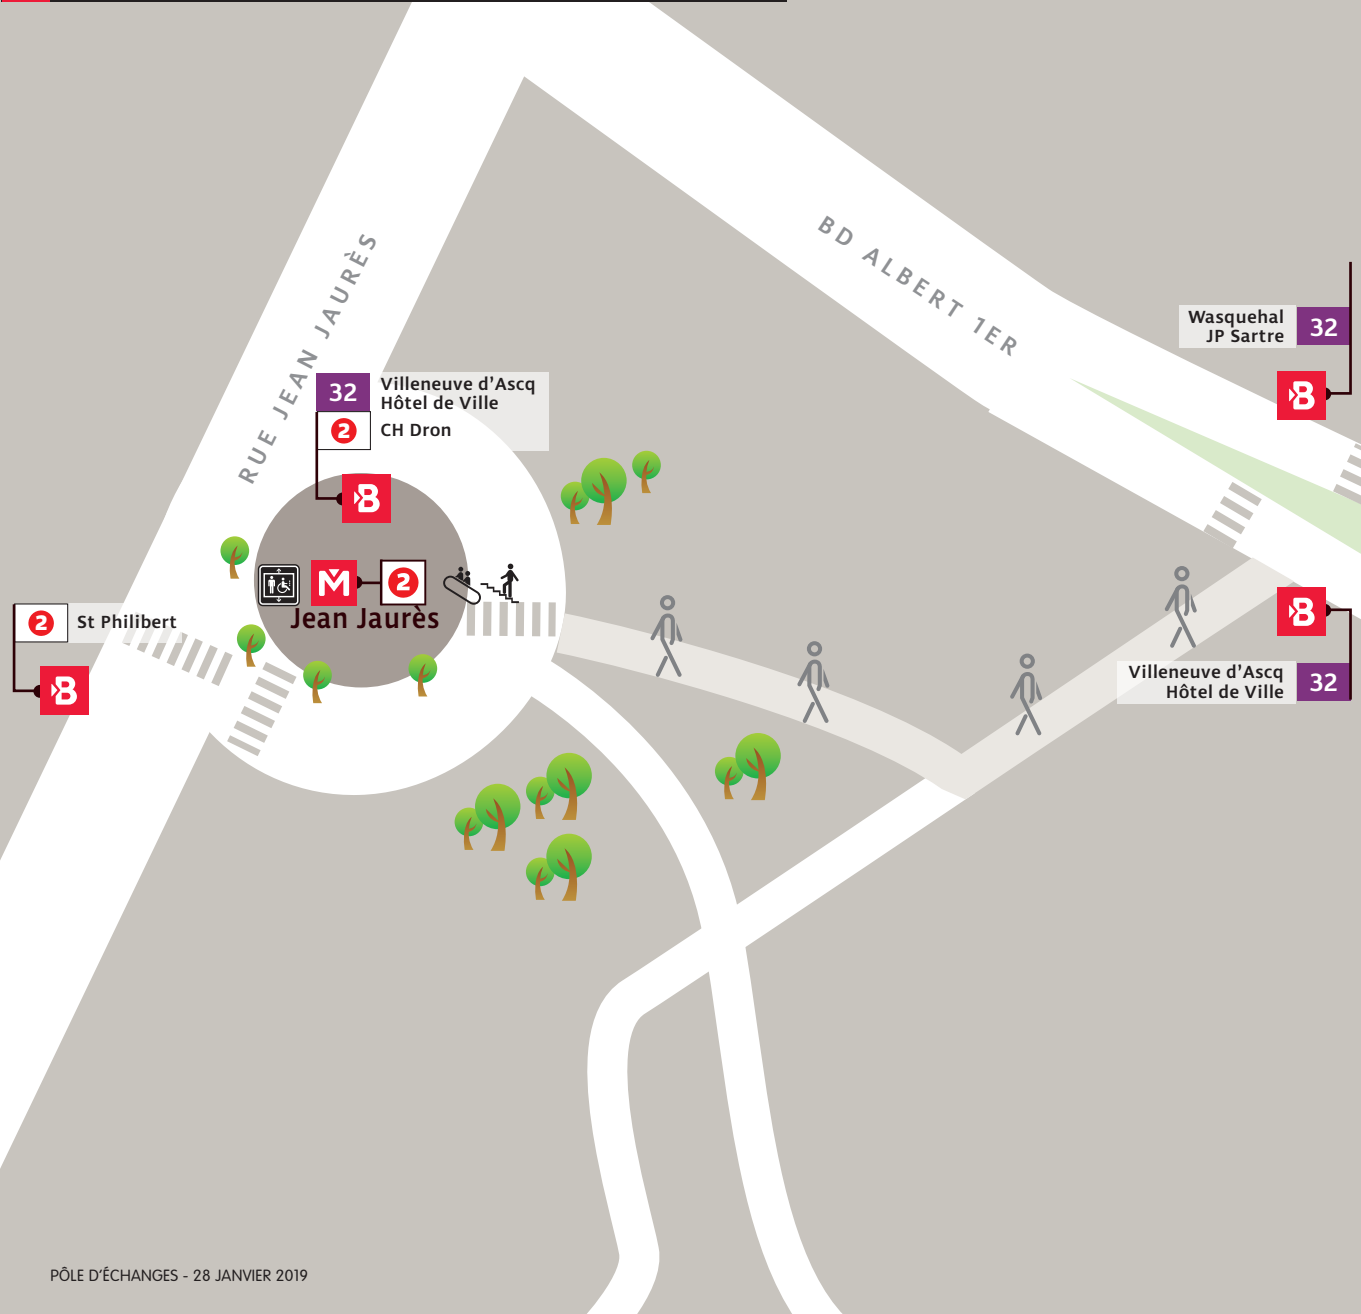 BD ALBERT 1ER
RUE JEAN JAURÈS
Wasquehal
JP Sartre
32
B
32
Villeneuve d'Ascq
Hôtel de Ville
2
CH Dron
B
M
2
Jean Jaurès
2
St Philibert
B
B
Villeneuve d'Ascq
Hôtel de Ville
32
PÔLE D'ÉCHANGES - 28 JANVIER 2019